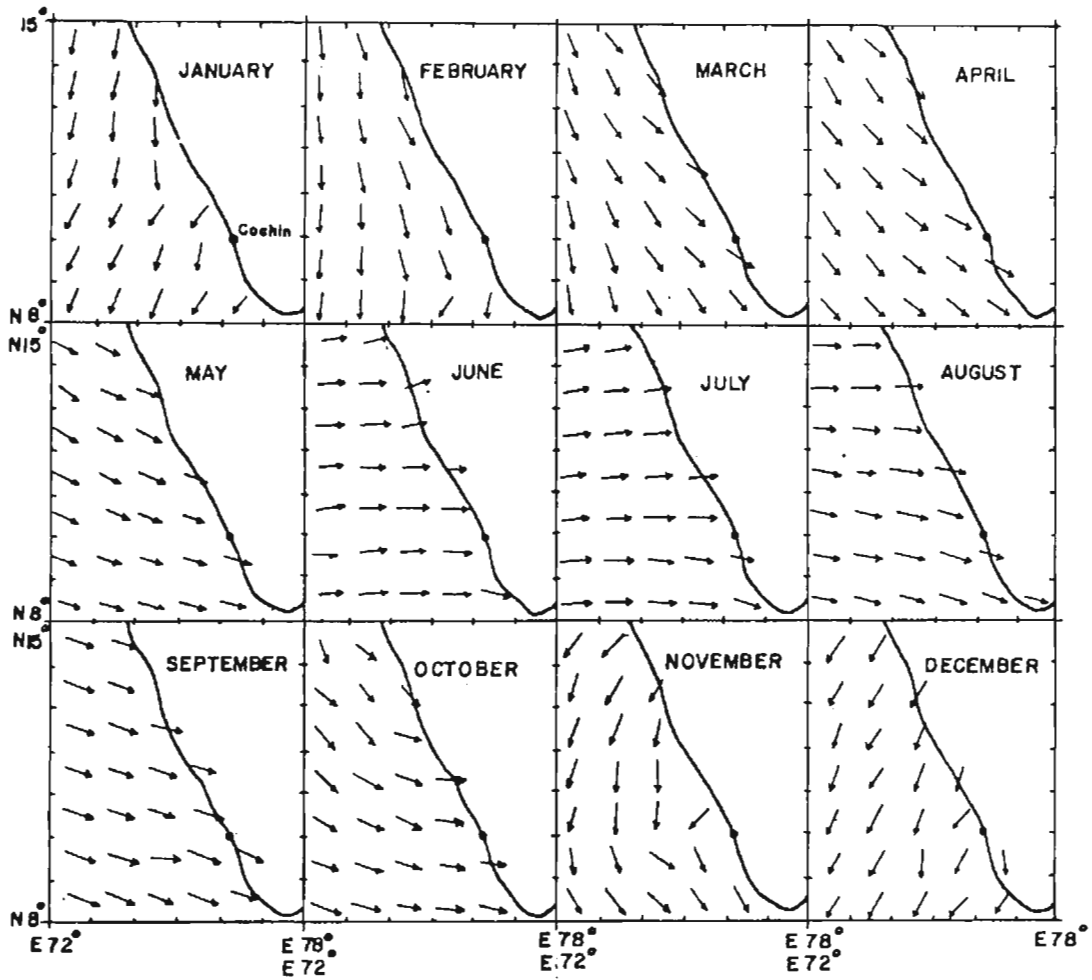 15°
JANUARY
FEBRUARY
MARCH
APRIL
Cochin
N 8°
N15°
MAY
JUNE
JULY
AUGUST
N 8°
N15°
SEPTEMBER
OCTOBER
NOVEMBER
DECEMBER
N 8°
E 72° E 78° E 78° E 78° E 78°
E 72° E 72° E 72°